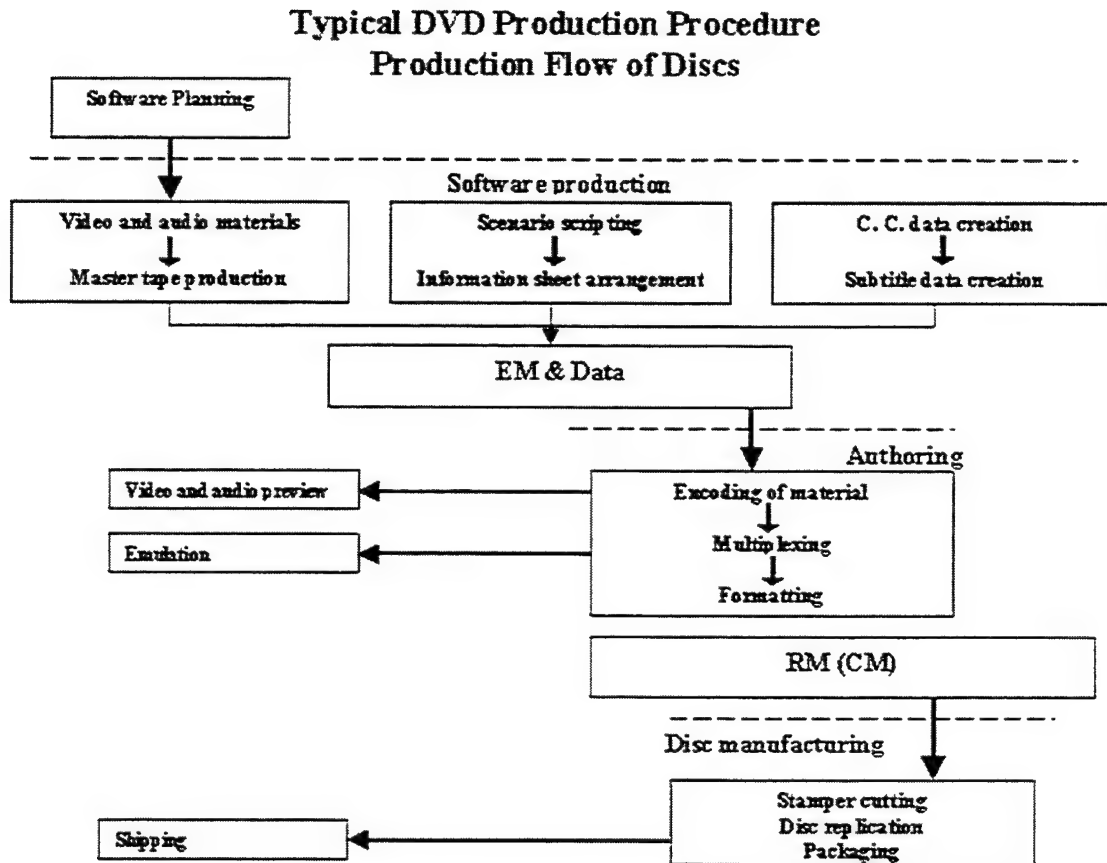 Typical DVD Production Procedure
Production Flow of Discs
Software Planning
Software production
Video and audio materials
Master tape production
Scenario scripting
Information sheet arrangement
C. C. data creation
Subtitle data creation
EM & Data
Authoring
Video and audio preview
Emulation
Encoding of material
Multiplexing
Formatting
RM (CM)
Disc manufacturing
Stamper cutting
Disc replication
Packaging
Shipping